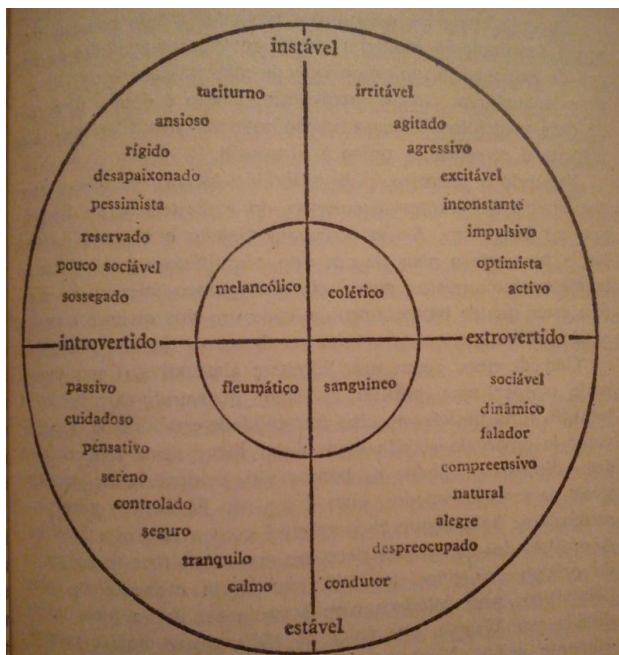 instável
taciturno
irritável
ansioso
agitado
rígido
agressivo
desapaixonado
excitável
pessimista
inconstante
reservado
impulsivo
pouco sociável
optimista
sossegado
activo
melancólico
colérico
introvertido
extrovertido
fleumático
sanguineo
passivo
sociável
cuidadoso
dinâmico
pensativo
falador
sereno
compreensivo
controlado
natural
seguro
alegre
tranquilo
despreocupado
calmo
condutor
estável